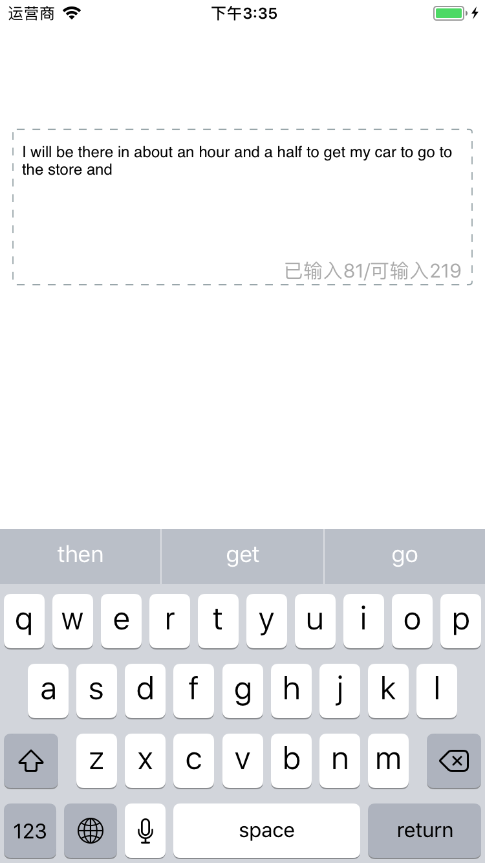 运营商 下午3:35
I will be there in about an hour and a half to get my car to go to
the store and
已输入81/可输入219
then get go
q w e r t y u i o p
a s d f g h j k l
z x c v b n m
123 space return